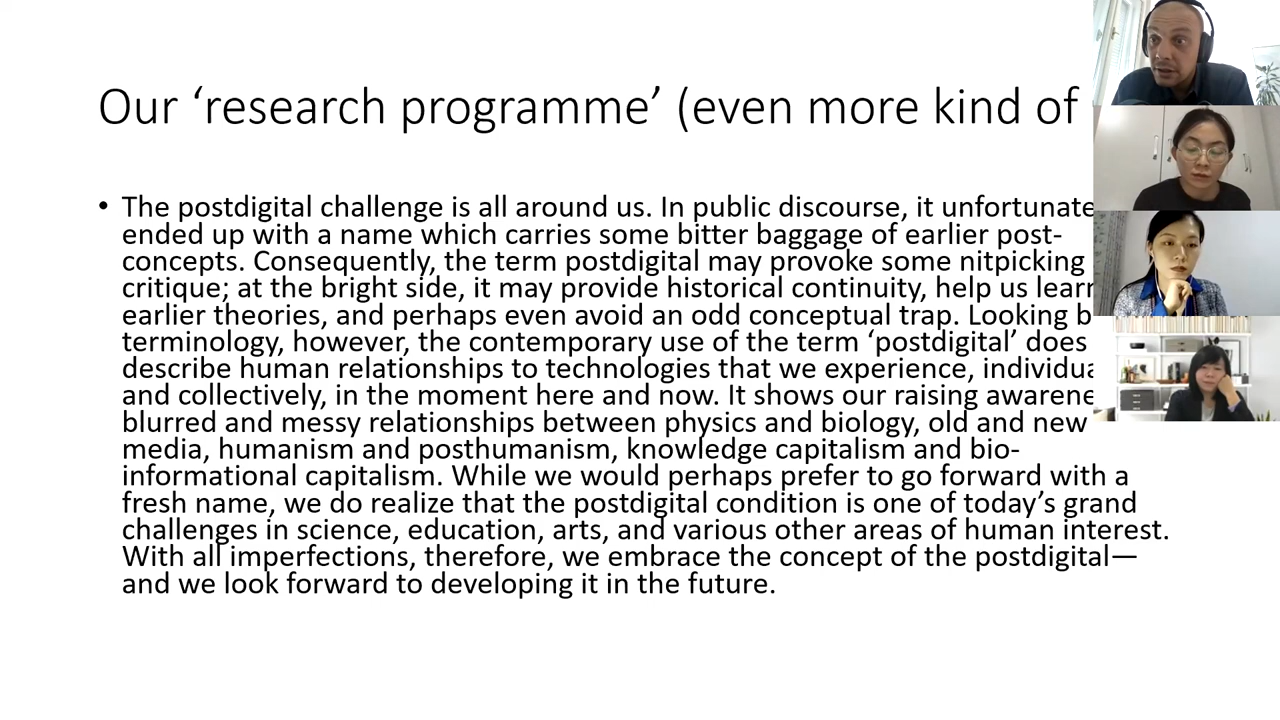 Our ‘research programme’ (even more kind of
• The postdigital challenge is all around us. In public discourse, it unfortunate
ended up with a name which carries some bitter baggage of earlier post-
concepts. Consequently, the term postdigital may provoke some nitpicking
critique; at the bright side, it may provide historical continuity, help us learn
earlier theories, and perhaps even avoid an odd conceptual trap. Looking b
terminology, however, the contemporary use of the term ‘postdigital’ does
describe human relationships to technologies that we experience, individua
and collectively, in the moment here and now. It shows our raising awarene
blurred and messy relationships between physics and biology, old and new
media, humanism and posthumanism, knowledge capitalism and bio-
informational capitalism. While we would perhaps prefer to go forward with a
fresh name, we do realize that the postdigital condition is one of today’s grand
challenges in science, education, arts, and various other areas of human interest.
With all imperfections, therefore, we embrace the concept of the postdigital—
and we look forward to developing it in the future.